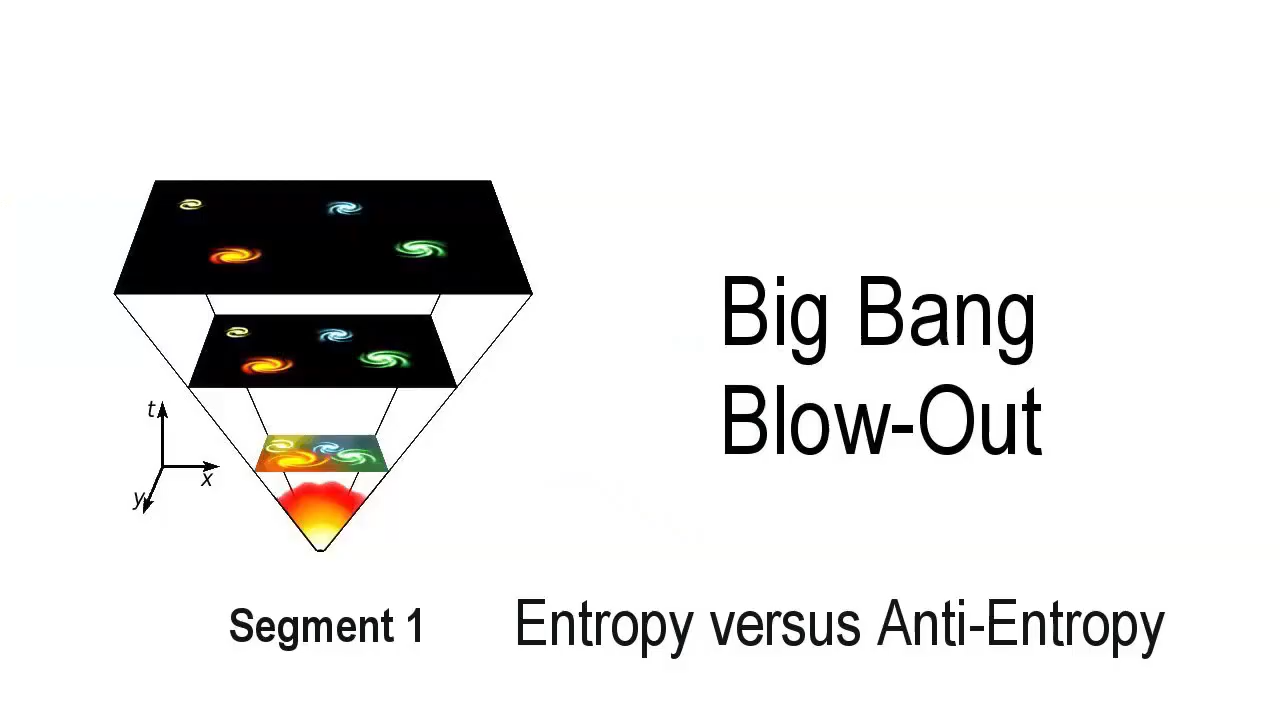 Big Bang
Blow-Out
t
x
y
Segment 1
Entropy versus Anti-Entropy